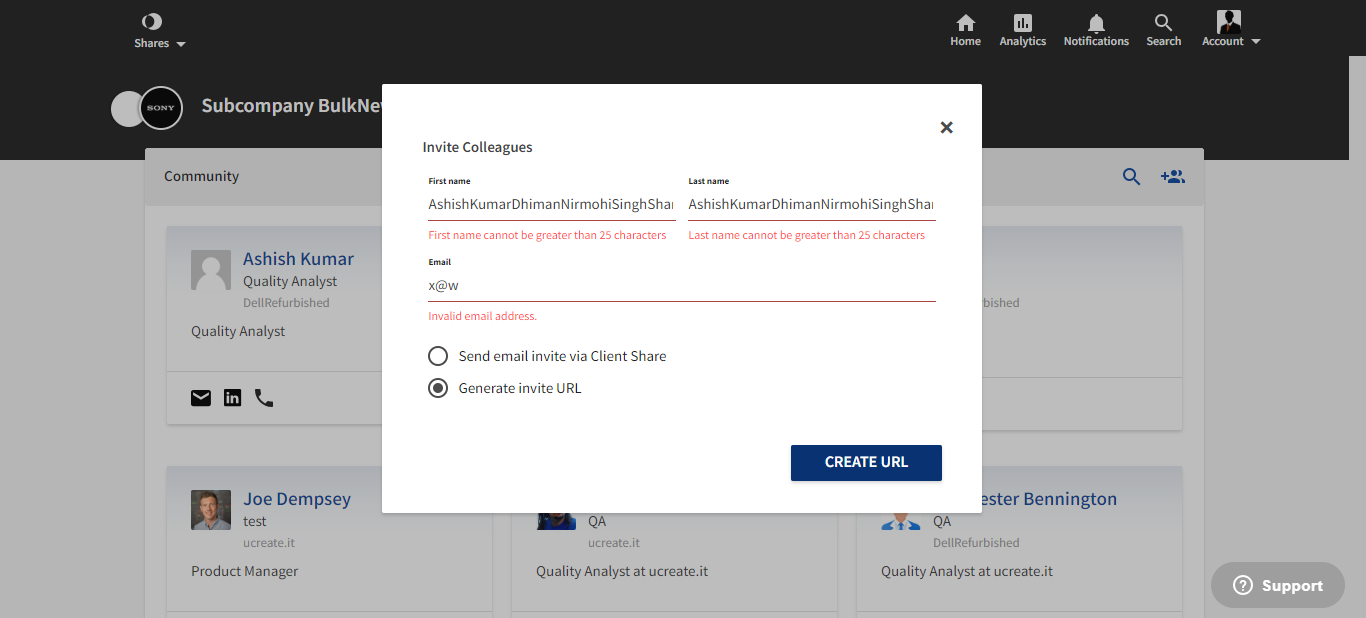 Shares
Home Analytics Notifications Search Account
SONY Subcompany BulkNe
Community
Invite Colleagues
First name Last name
AshishKumarDhimanNirmohiSinghShar AshishKumarDhimanNirmohiSinghShar
First name cannot be greater than 25 characters Last name cannot be greater than 25 characters
Email
x@w
Invalid email address.
Send email invite via Client Share
Generate invite URL
CREATE URL
Ashish Kumar
Quality Analyst
DellRefurbished
Quality Analyst
bished
in
Joe Dempsey
test
ucreate.it
Product Manager
QA
ucreate.it
Quality Analyst at ucreate.it
ester Bennington
QA
DellRefurbished
Quality Analyst at ucreate.it
? Support